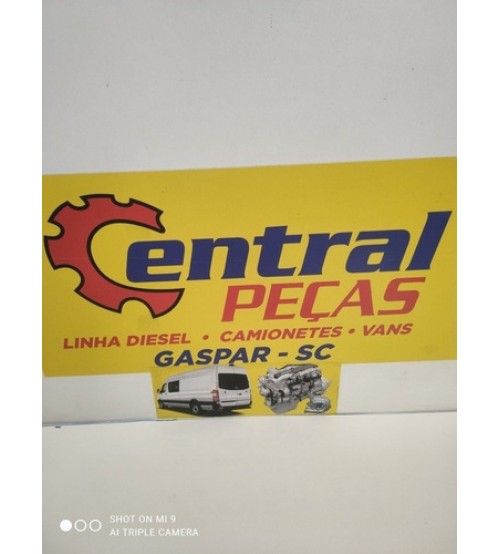 Central
PEÇAS
LINHA DIESEL • CAMIONETES • VANS
GASPAR - SC
SHOT ON MI 9
AI TRIPLE CAMERA